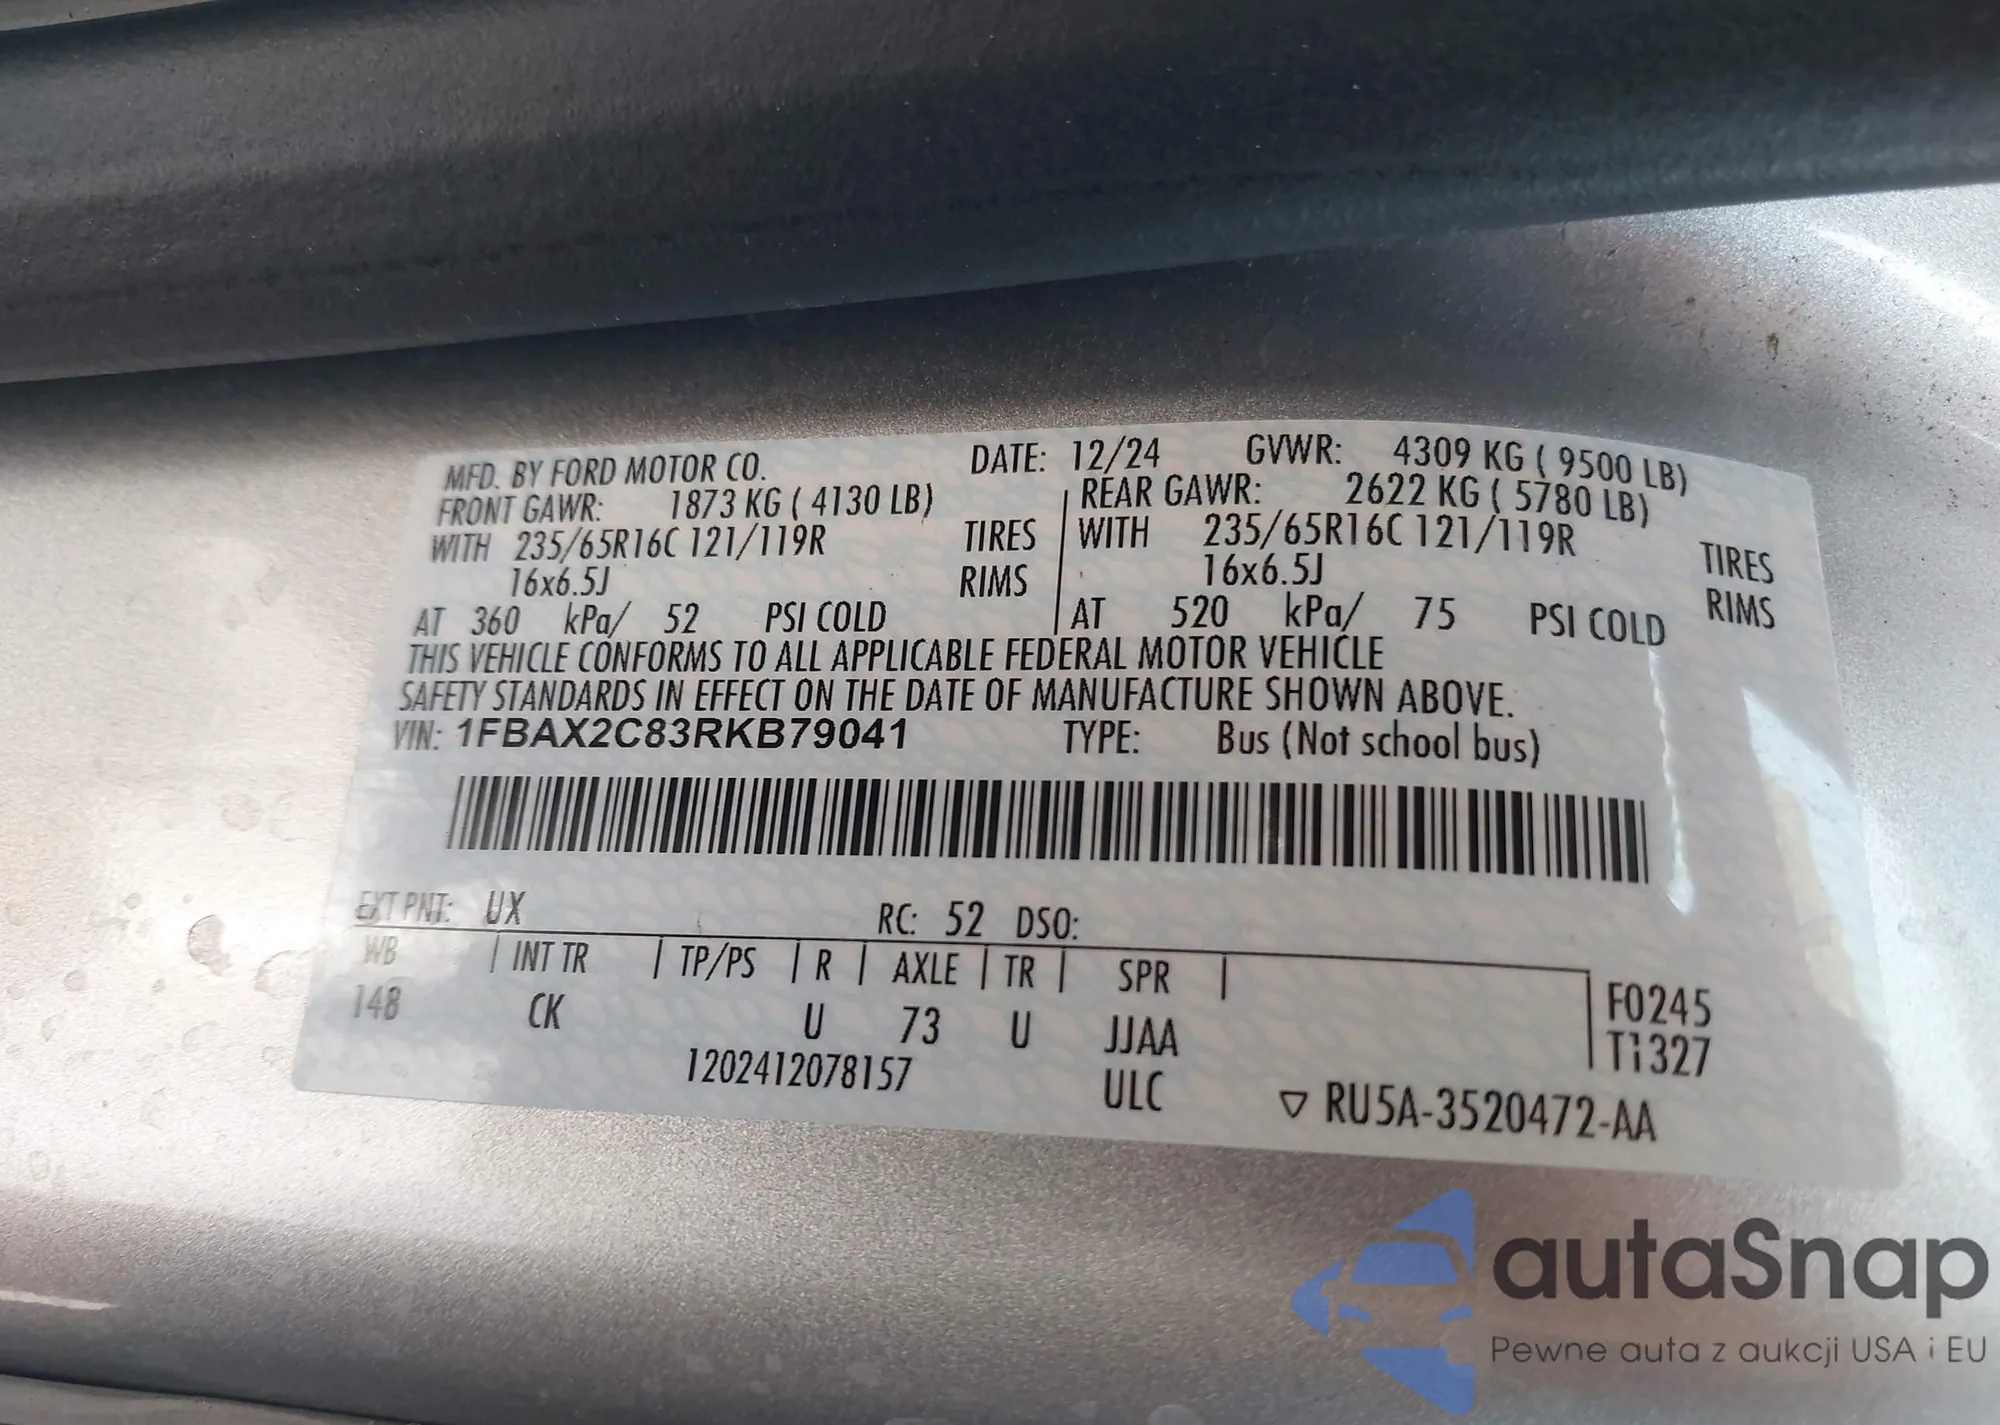 MFD. BY FORD MOTOR CO. DATE: 12/24 GVWR: 4309 KG ( 9500 LB)
FRONT GAWR: 1873 KG ( 4130 LB) REAR GAWR: 2622 KG ( 5780 LB)
WITH 235/65R16C 121/119R TIRES WITH 235/65R16C 121/119R TIRES
16x6.5J RIMS 16x6.5J RIMS
AT 360 kPa/ 52 PSI COLD AT 520 kPa/ 75 PSI COLD
THIS VEHICLE CONFORMS TO ALL APPLICABLE FEDERAL MOTOR VEHICLE
SAFETY STANDARDS IN EFFECT ON THE DATE OF MANUFACTURE SHOWN ABOVE.
VIN: 1FBAX2C83RKB79041 TYPE: Bus (Not school bus)
EXT PNT: UX RC: 52 DSO:
WB INT TR TP/PS R AXLE TR SPR
148 CK U 73 U JJAA
F0245
T1327
1202412078157 ULC ▽ RU5A-3520472-AA
autaSnap
Pewne auta z aukcji USA i EU